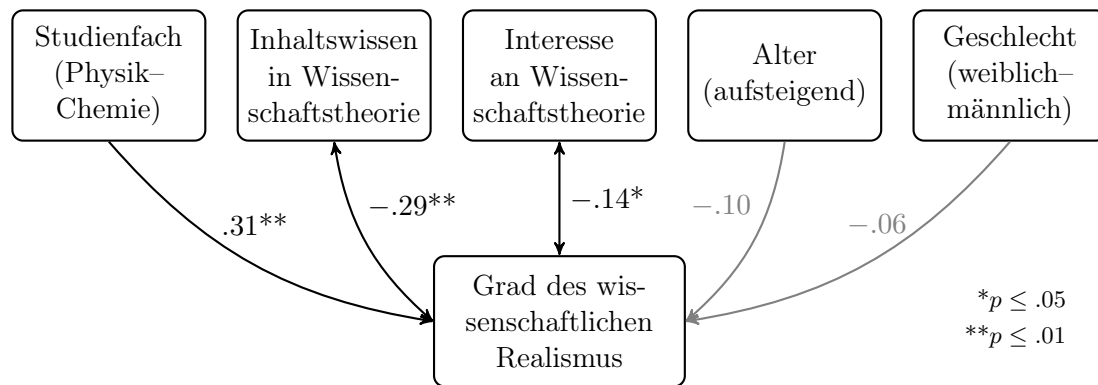 Studienfach
(Physik–
Chemie)
Inhaltswissen
in Wissen-
schaftstheorie
Interesse
an Wissen-
schaftstheorie
Alter
(aufsteigend)
Geschlecht
(weiblich–
männlich)
.31**
−.29**
−.14*
−.10
−.06
Grad des wis-
senschaftlichen
Realismus
*p ≤ .05
**p ≤ .01